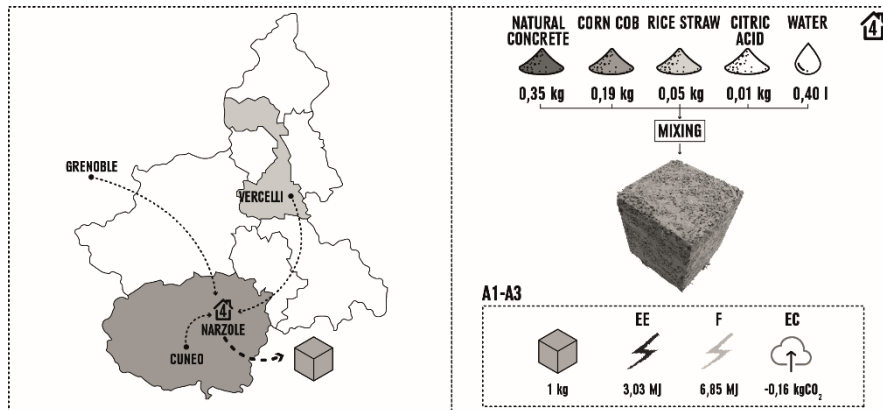 GRENOBLE
VERCELLI
4
NARZOLE
CUNEO
NATURAL CONCRETE
CORN COB
RICE STRAW
CITRIC ACID
WATER
4
0,35 kg
0,19 kg
0,05 kg
0,01 kg
0,40 l
MIXING
A1-A3
EE
F
EC
1 kg
3,03 MJ
6,85 MJ
-0,16 kgCO₂